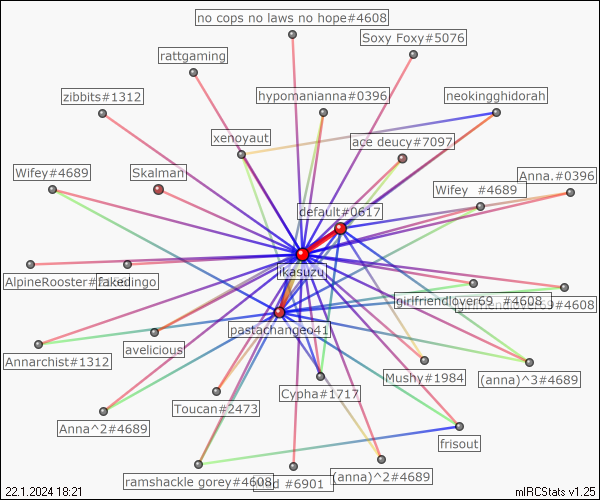 no cops no laws no hope#4608
Soxy Foxy#5076
rattgaming
zibbits#1312
hypomanianna#0396
neokingghidorah
xenoyaut
ace deucy#7097
Wifey#4689
Skalman
Anna.#0396
Wifey #4689
default#0617
ikasuzu
AlpineRooster#
girlfriendlover69 #4608
#4608
pastachangeo41
avelicious
Annarchist#1312
Mushy#1984
(anna)^3#4689
Cypha#1717
Toucan#2473
Anna^2#4689
frisout
ramshackle gorey#4608
#6901
(anna)^2#4689
22.1.2024 18:21
mIRCStats v1.25